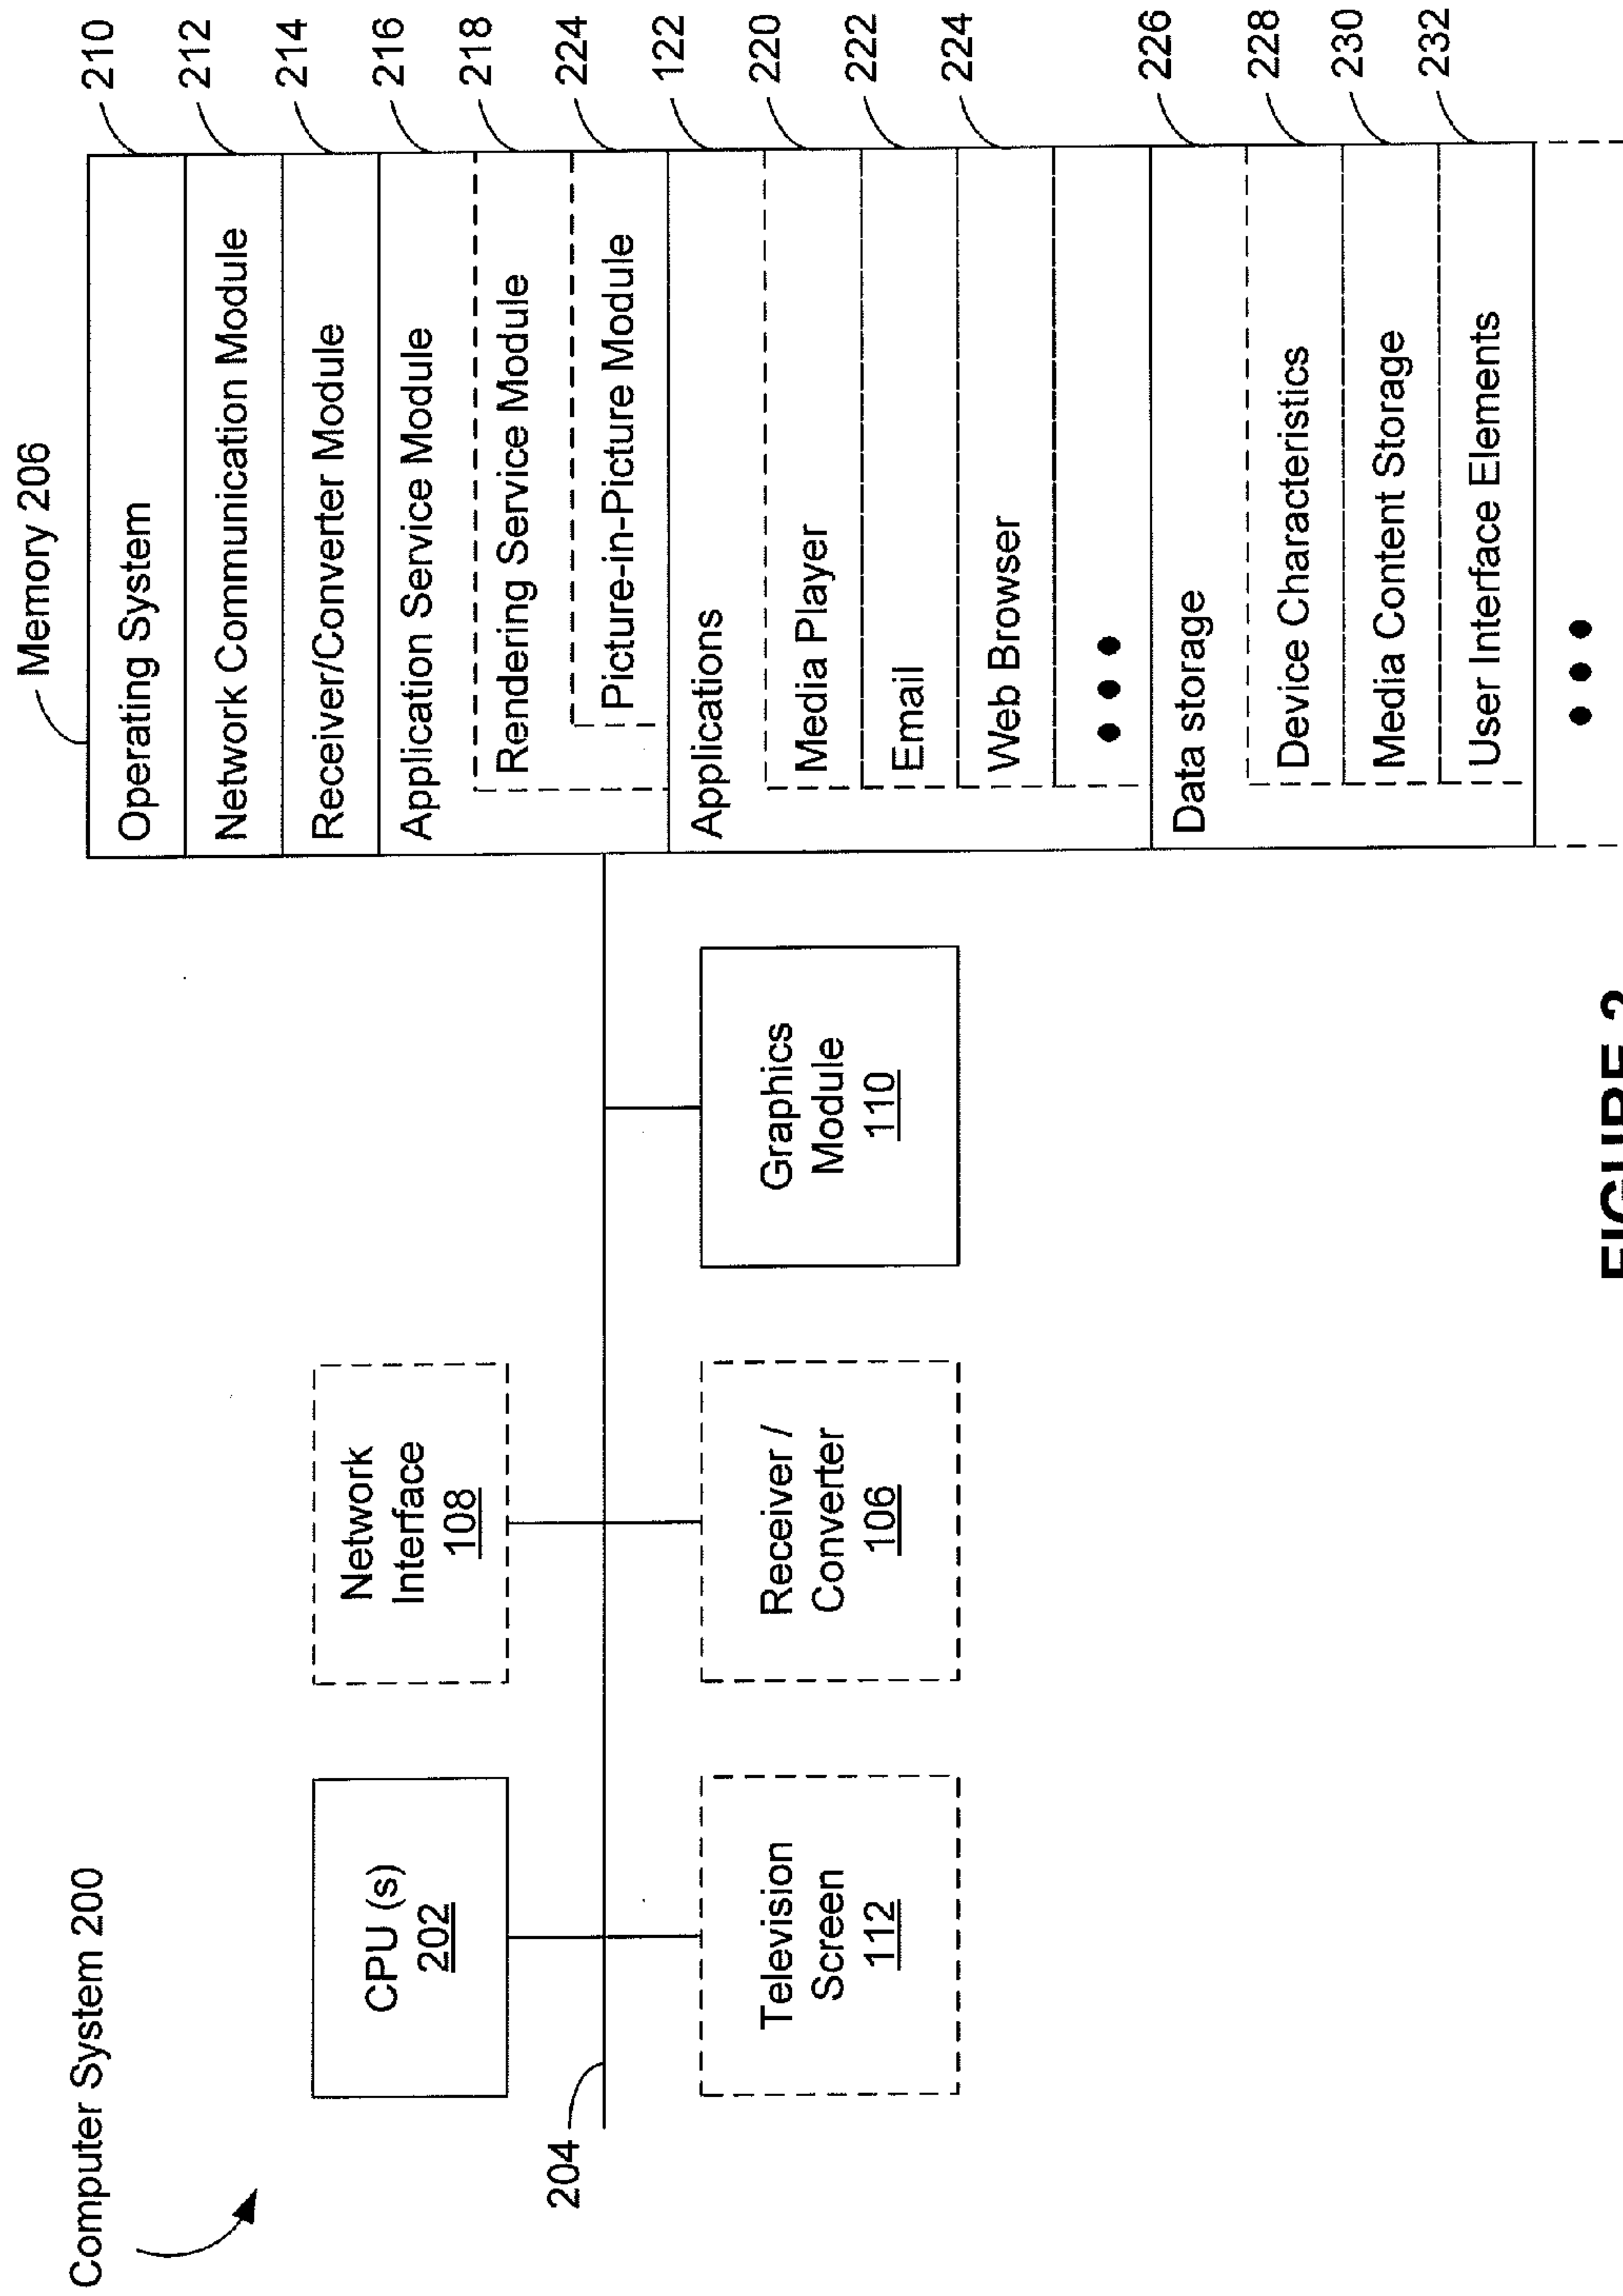 Computer System 200
CPU (s)
202
Network
Interface
108
204
Television
Screen
112
Receiver /
Converter
106
Graphics
Module
110
Memory 206
Operating System
210
Network Communication Module
212
Receiver/Converter Module
214
Application Service Module
216
Rendering Service Module
218
Picture-in-Picture Module
224
Applications
122
Media Player
220
Email
222
Web Browser
224
Data storage
226
Device Characteristics
228
Media Content Storage
230
User Interface Elements
232
FIGURE 2